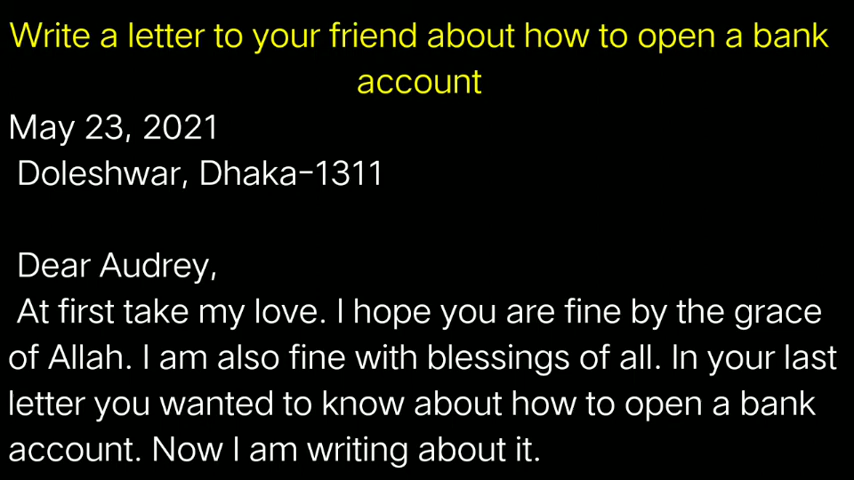 Write a letter to your friend about how to open a bank
account
May 23, 2021
Doleshwar, Dhaka-1311
Dear Audrey,
At first take my love. I hope you are fine by the grace
of Allah. I am also fine with blessings of all. In your last
letter you wanted to know about how to open a bank
account. Now I am writing about it.